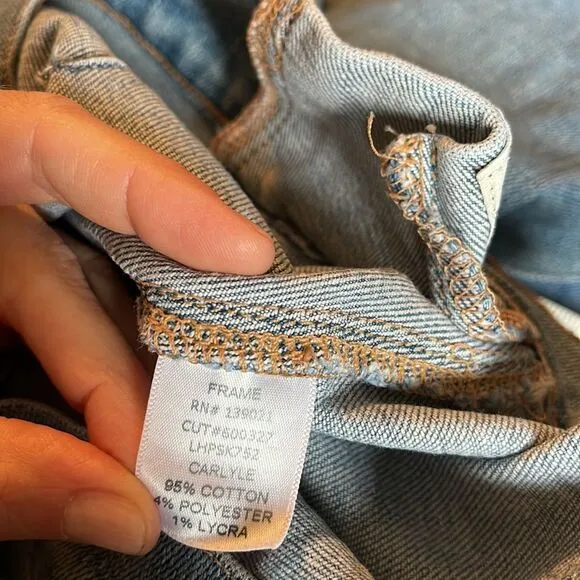 FRAME
RN# 139021
CUT#600327
LHPSK752
CARLYLE
95% COTTON
4% POLYESTER
1% LYCRA